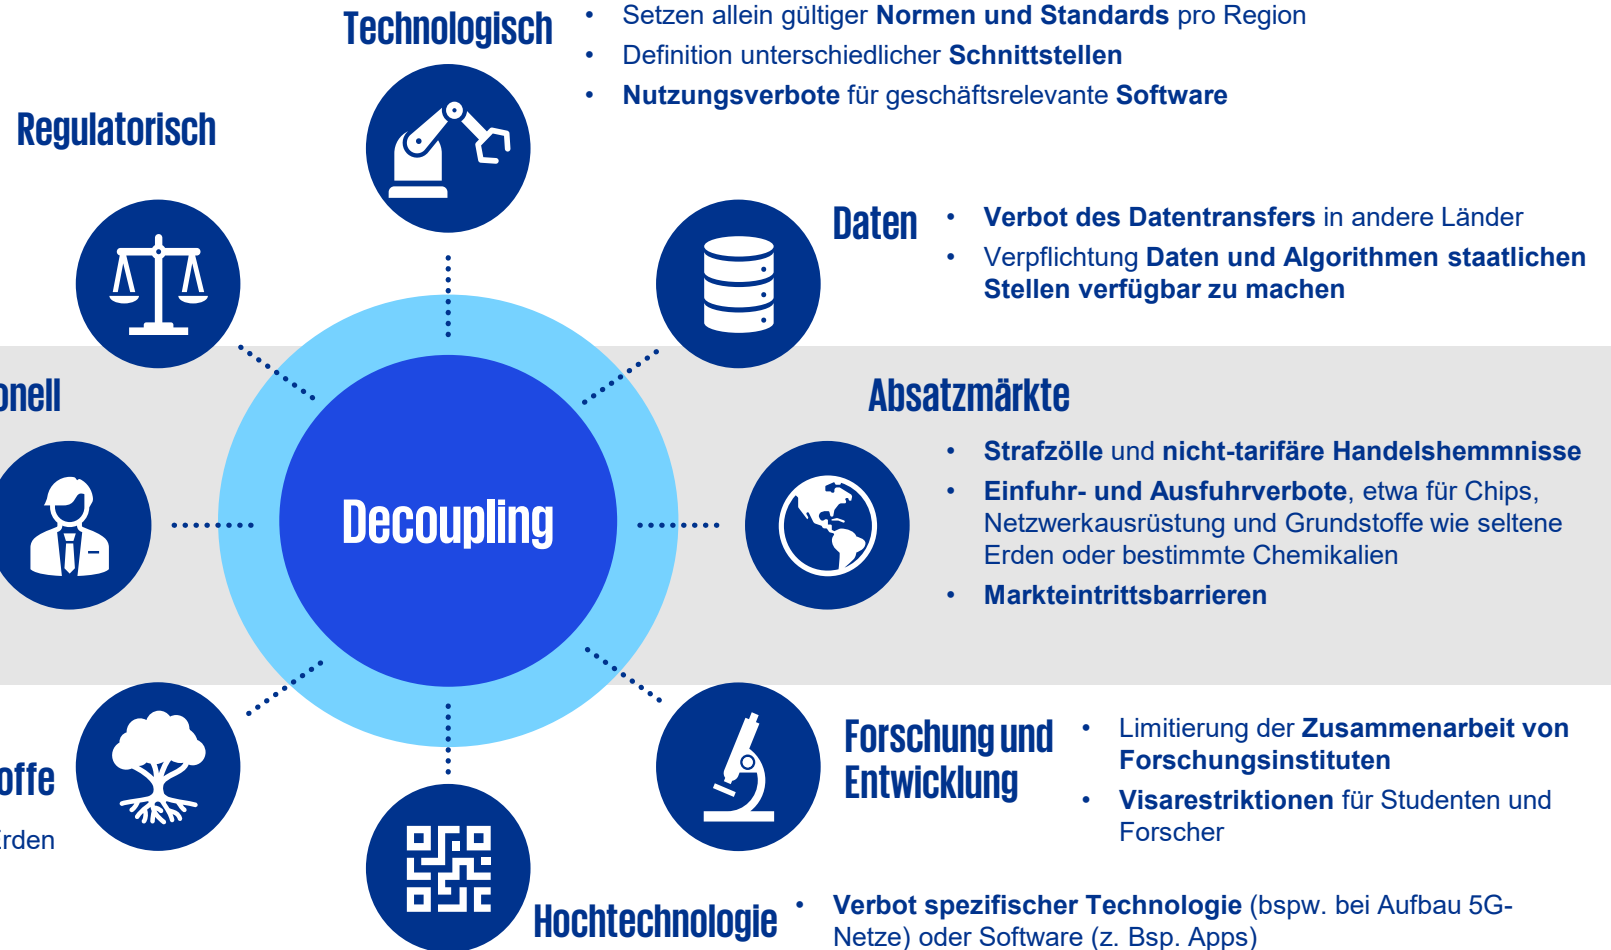 Technologisch
• Setzen allein gültiger Normen und Standards pro Region
• Definition unterschiedlicher Schnittstellen
• Nutzungsverbote für geschäftsrelevante Software
Regulatorisch
Daten
• Verbot des Datentransfers in andere Länder
• Verpflichtung Daten und Algorithmen staatlichen
Stellen verfügbar zu machen
onell
Absatzmärkte
• Strafzölle und nicht-tarifäre Handelshemmnisse
• Einfuhr- und Ausfuhrverbote, etwa für Chips,
Netzwerkausrüstung und Grundstoffe wie seltene
Erden oder bestimmte Chemikalien
• Markteintrittsbarrieren
Decoupling
Forschung und
Entwicklung
• Limitierung der Zusammenarbeit von
Forschungsinstituten
• Visarestriktionen für Studenten und
Forscher
offe
Erden
Hochtechnologie
• Verbot spezifischer Technologie (bspw. bei Aufbau 5G-
Netze) oder Software (z. Bsp. Apps)